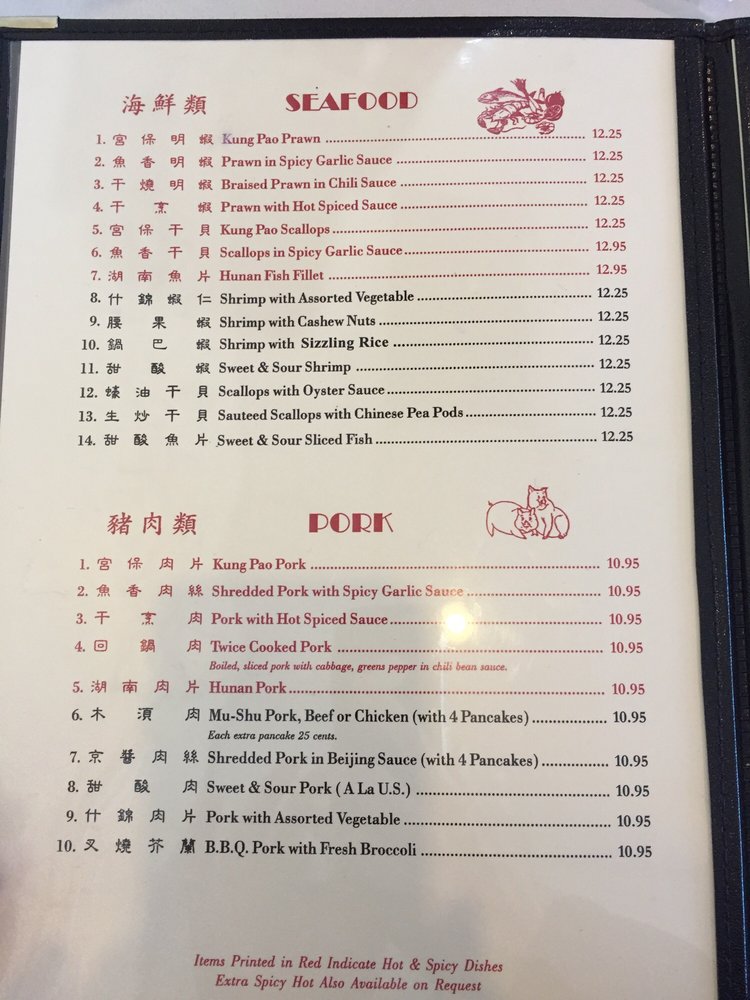 海鮮類 SEAFOOD
1. 宮保明蝦 Kung Pao Prawn 12.25
2. 魚香明蝦 Prawn in Spicy Garlic Sauce 12.25
3. 干燒明蝦 Braised Prawn in Chili Sauce 12.25
4. 干烹蝦 Prawn with Hot Spiced Sauce 12.25
5. 宮保干貝 Kung Pao Scallops 12.25
6. 魚香干貝 Scallops in Spicy Garlic Sauce 12.95
7. 湖南魚片 Hunan Fish Fillet 12.95
8. 什錦蝦仁 Shrimp with Assorted Vegetable 12.25
9. 腰果蝦 Shrimp with Cashew Nuts 12.25
10. 鍋巴蝦 Shrimp with Sizzling Rice 12.25
11. 甜酸蝦 Sweet & Sour Shrimp 12.25
12. 蠔油干貝 Scallops with Oyster Sauce 12.25
13. 生炒干貝 Sauteed Scallops with Chinese Pea Pods 12.25
14. 甜酸魚片 Sweet & Sour Sliced Fish 12.25
豬肉類 PORK
1. 宮保肉片 Kung Pao Pork 10.95
2. 魚香肉絲 Shredded Pork with Spicy Garlic Sauce 10.95
3. 干烹肉 Pork with Hot Spiced Sauce 10.95
4. 回鍋肉 Twice Cooked Pork 10.95
Boiled, sliced pork with cabbage, greens pepper in chili bean sauce.
5. 湖南肉片 Hunan Pork 10.95
6. 木須肉 Mu-Shu Pork, Beef or Chicken (with 4 Pancakes) 10.95
Each extra pancake 25 cents.
7. 京醬肉絲 Shredded Pork in Beijing Sauce (with 4 Pancakes) 10.95
8. 甜酸肉 Sweet & Sour Pork ( A La U.S.) 10.95
9. 什錦肉片 Pork with Assorted Vegetable 10.95
10. 叉燒芥蘭 B.B.Q. Pork with Fresh Broccoli 10.95
Items Printed in Red Indicate Hot & Spicy Dishes
Extra Spicy Hot Also Available on Request